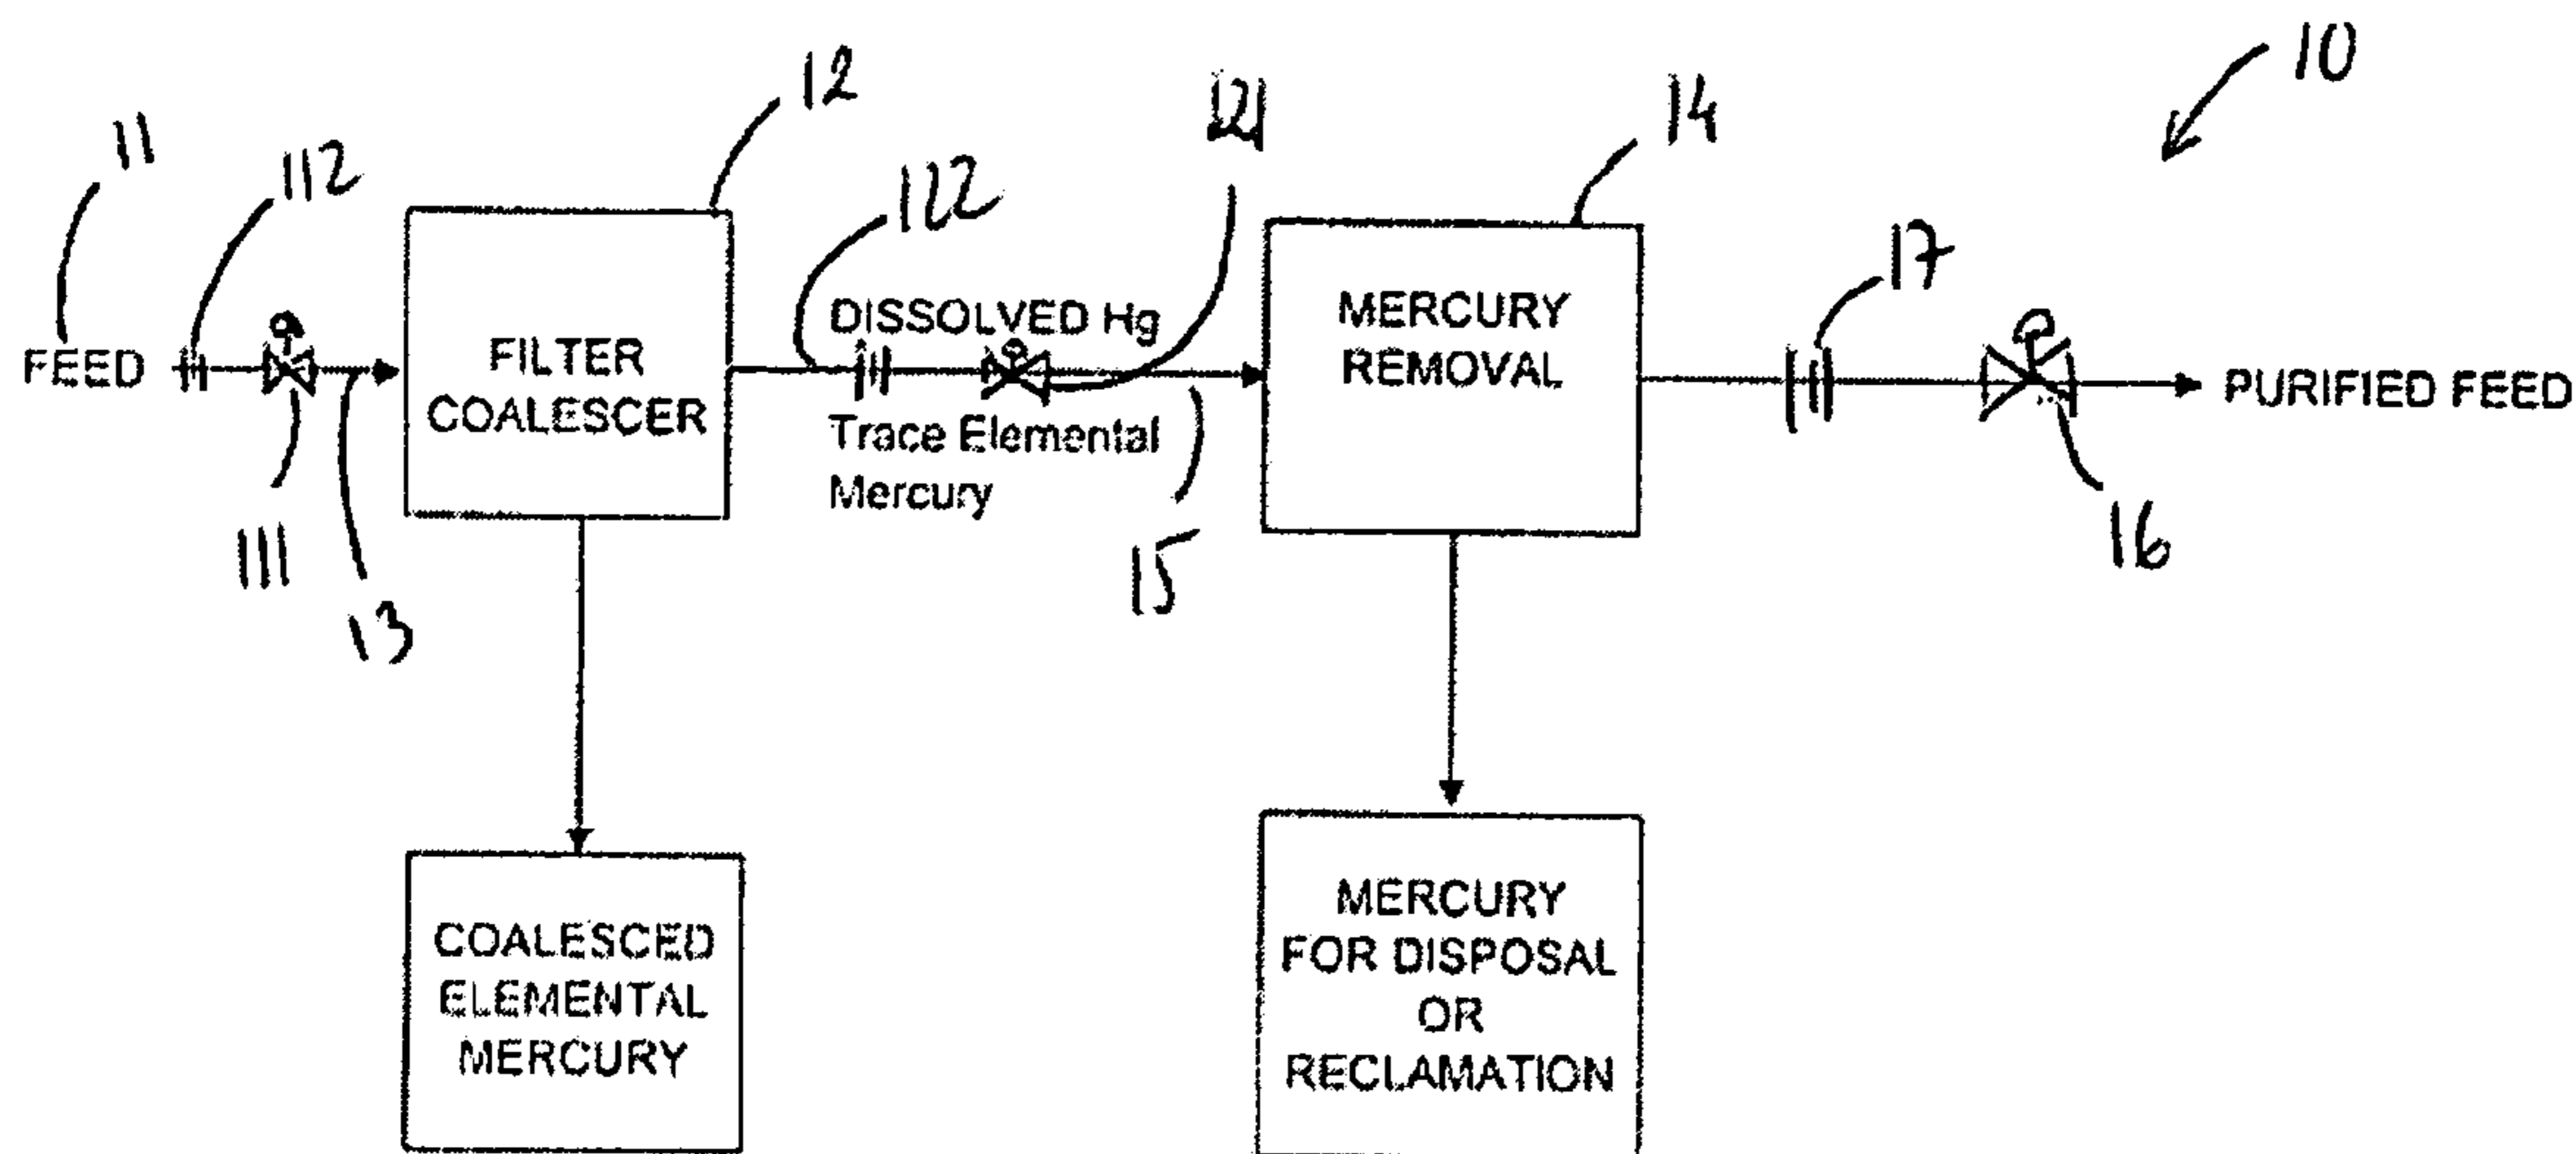 10
12
121
14
11
112
122
17
DISSOLVED Hg
FEED
FILTER
COALESCER
Trace Elemental
Mercury
MERCURY
REMOVAL
PURIFIED FEED
111
13
15
16
COALESCED
ELEMENTAL
MERCURY
MERCURY
FOR DISPOSAL
OR
RECLAMATION